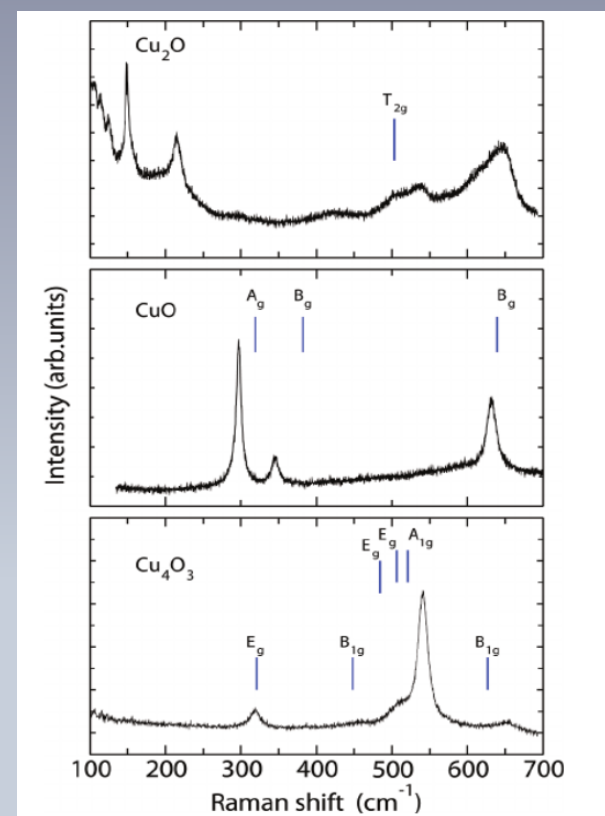 Cu₂O
T₂g
CuO
Ag Bg Bg
Cu₄O₃
Eg Eg A₁g
Eg B₁g B₁g
100 200 300 400 500 600 700
Raman shift (cm⁻¹)
Intensity (arb.units)